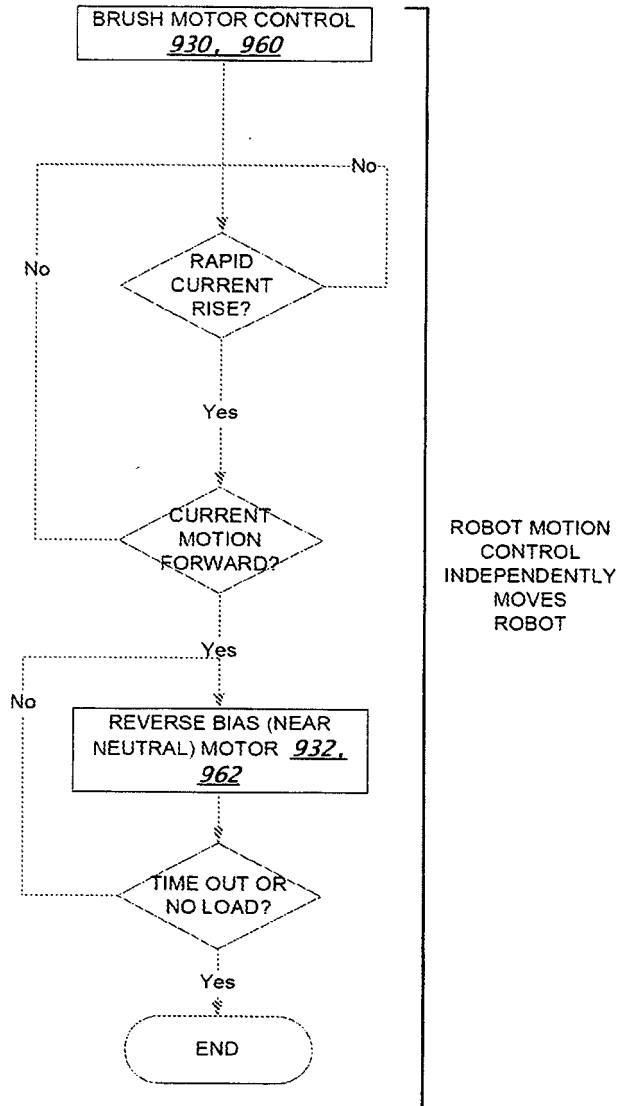 BRUSH MOTOR CONTROL
930, 960
No
No
RAPID
CURRENT
RISE?
Yes
CURRENT
MOTION
FORWARD?
ROBOT MOTION
CONTROL
INDEPENDENTLY
MOVES
ROBOT
Yes
No
REVERSE BIAS (NEAR
NEUTRAL) MOTOR 932,
962
TIME OUT OR
NO LOAD?
Yes
END